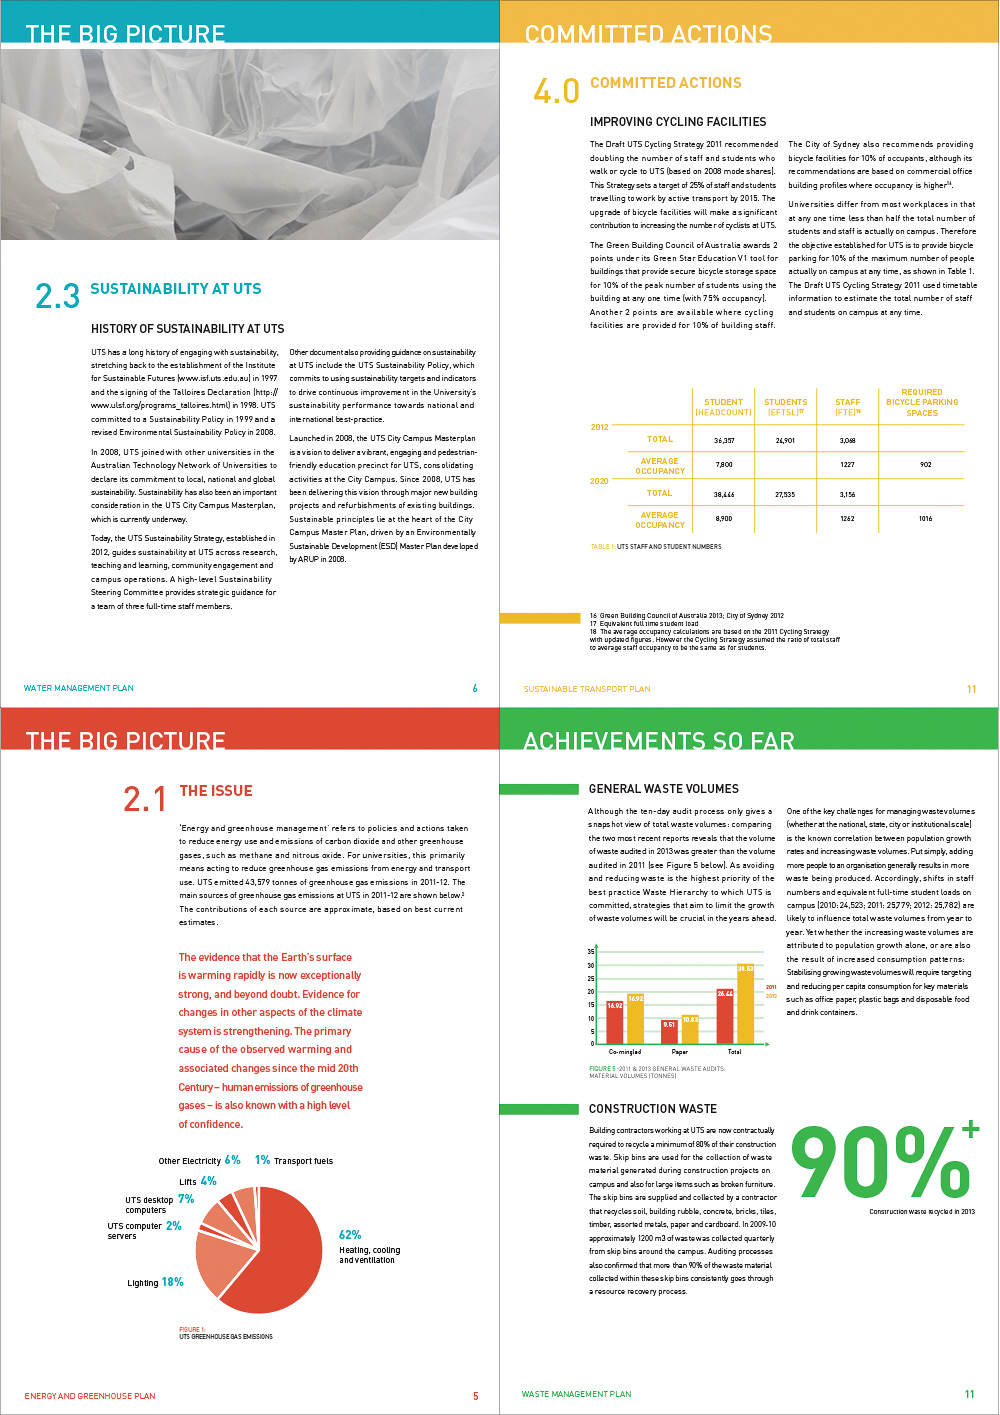 THE BIG PICTURE
2.3 SUSTAINABILITY AT UTS
HISTORY OF SUSTAINABILITY AT UTS
UTS has a long history of engaging with sustainability,
stretching back to the establishment of the Institute
for Sustainable Futures (www.isf.uts.edu.au) in 1997
and the signing of the Talloires Declaration (http://
www.ulsf.org/programs_talloires.html) in 1998. UTS
committed to a Sustainability Policy in 1999 and a
revised Environmental Sustainability Policy in 2008.
In 2008, UTS joined with other universities in the
Australian Technology Network of Universities to
declare its commitment to local, national and global
sustainability. Sustainability has also been an important
consideration in the UTS City Campus Masterplan,
which is currently underway.
Today, the UTS Sustainability Strategy, established in
2012, guides sustainability at UTS across research,
teaching and learning, community engagement and
campus operations. A high-level Sustainability
Steering Committee provides strategic guidance for
a team of three full-time staff members.
Other document also providing guidance on sustainability
at UTS include the UTS Sustainability Policy, which
commits to using sustainability targets and indicators
to drive continuous improvement in the University's
sustainability performance towards national and
international best-practice.
Launched in 2008, the UTS City Campus Masterplan
is a vision to deliver a vibrant, engaging and pedestrian-
friendly education precinct for UTS, consolidating
activities at the City Campus. Since 2008, UTS has
been delivering this vision through major new building
projects and refurbishments of existing buildings.
Sustainable principles lie at the heart of the City
Campus Master Plan, driven by an Environmentally
Sustainable Development (ESD) Master Plan developed
by ARUP in 2008.
WATER MANAGEMENT PLAN 6
COMMITTED ACTIONS
4.0 COMMITTED ACTIONS
IMPROVING CYCLING FACILITIES
The Draft UTS Cycling Strategy 2011 recommended
doubling the number of staff and students who
walk or cycle to UTS (based on 2008 mode shares).
This Strategy sets a target of 25% of staff and students
travelling to work by active transport by 2015. The
upgrade of bicycle facilities will make a significant
contribution to increasing the number of cyclists at UTS.
The Green Building Council of Australia awards 2
points under its Green Star Education V1 tool for
buildings that provide secure bicycle storage space
for 10% of the peak number of students using the
building at any one time (with 75% occupancy).
Another 2 points are available where cycling
facilities are provided for 10% of building staff.
The City of Sydney also recommends providing
bicycle facilities for 10% of occupants, although its
recommendations are based on commercial office
building profiles where occupancy is higher16.
Universities differ from most workplaces in that
at any one time less than half the total number of
students and staff is actually on campus. Therefore
the objective established for UTS is to provide bicycle
parking for 10% of the maximum number of people
actually on campus at any time, as shown in Table 1.
The Draft UTS Cycling Strategy 2011 used timetable
information to estimate the total number of staff
and students on campus at any time.
STUDENT (HEADCOUNT) STUDENTS (EFTSL)17 STAFF (FTE)18 REQUIRED BICYCLE PARKING SPACES
2012
TOTAL 36,357 24,901 3,068
AVERAGE OCCUPANCY 7,800 1227 902
2020
TOTAL 38,446 27,535 3,156
AVERAGE OCCUPANCY 8,900 1262 1016
TABLE 1: UTS STAFF AND STUDENT NUMBERS
16 Green Building Council of Australia 2013; City of Sydney 2012
17 Equivalent full time student load
18 The average occupancy calculations are based on the 2011 Cycling Strategy
with updated figures. However the Cycling Strategy assumed the ratio of total staff
to average staff occupancy to be the same as for students.
SUSTAINABLE TRANSPORT PLAN 11
THE BIG PICTURE
2.1 THE ISSUE
'Energy and greenhouse management' refers to policies and actions taken
to reduce energy use and emissions of carbon dioxide and other greenhouse
gases, such as methane and nitrous oxide. For universities, this primarily
means acting to reduce greenhouse gas emissions from energy and transport
use. UTS emitted 43,579 tonnes of greenhouse gas emissions in 2011-12. The
main sources of greenhouse gas emissions at UTS in 2011-12 are shown below.
The contributions of each source are approximate, based on best current
estimates.
The evidence that the Earth's surface
is warming rapidly is now exceptionally
strong, and beyond doubt. Evidence for
changes in other aspects of the climate
system is strengthening. The primary
cause of the observed warming and
associated changes since the mid 20th
Century – human emissions of greenhouse
gases – is also known with a high level
of confidence.
Other Electricity 6% 1% Transport fuels
Lifts 4%
UTS desktop computers 7%
UTS computer servers 2%
Lighting 18%
62%
Heating, cooling
and ventilation
FIGURE 1:
UTS GREENHOUSE GAS EMISSIONS
ENERGY AND GREENHOUSE PLAN 5
ACHIEVEMENTS SO FAR
GENERAL WASTE VOLUMES
Although the ten-day audit process only gives a
snapshot view of total waste volumes: comparing
the two most recent reports reveals that the volume
of waste audited in 2013 was greater than the volume
audited in 2011 (see Figure 5 below). As avoiding
and reducing waste is the highest priority of the
best practice Waste Hierarchy to which UTS is
committed, strategies that aim to limit the growth
of waste volumes will be crucial in the years ahead.
One of the key challenges for managing waste volumes
(whether at the national, state, city or institutional scale)
is the known correlation between population growth
rates and increasing waste volumes. Put simply, adding
more people to an organisation generally results in more
waste being produced. Accordingly, shifts in staff
numbers and equivalent full-time student loads on
campus (2010: 24,523; 2011: 25,779; 2012: 25,782) are
likely to influence total waste volumes from year to
year. Yet whether the increasing waste volumes are
attributed to population growth alone, or are also
the result of increased consumption patterns:
Stabilising growing waste volumes will require targeting
and reducing per capita consumption for key materials
such as office paper, plastic bags and disposable food
and drink containers.
35
30
25
20
15
10
5
0
16.92 16.92
9.51 10.83
26.44 30.53
2011
2013
Co-mingled Paper Total
FIGURE 5 -2011 & 2013 GENERAL WASTE AUDITS:
MATERIAL VOLUMES (TONNES)
CONSTRUCTION WASTE
Building contractors working at UTS are now contractually
required to recycle a minimum of 80% of their construction
waste. Skip bins are used for the collection of waste
material generated during construction projects on
campus and also for large items such as broken furniture.
The skip bins are supplied and collected by a contractor
that recycles soil, building rubble, concrete, bricks, tiles,
timber, assorted metals, paper and cardboard. In 2009-10
approximately 1200 m3 of waste was collected quarterly
from skip bins around the campus. Auditing processes
also confirmed that more than 90% of the waste material
collected within these skip bins consistently goes through
a resource recovery process.
90%+
Construction waste recycled in 2013
WASTE MANAGEMENT PLAN 11